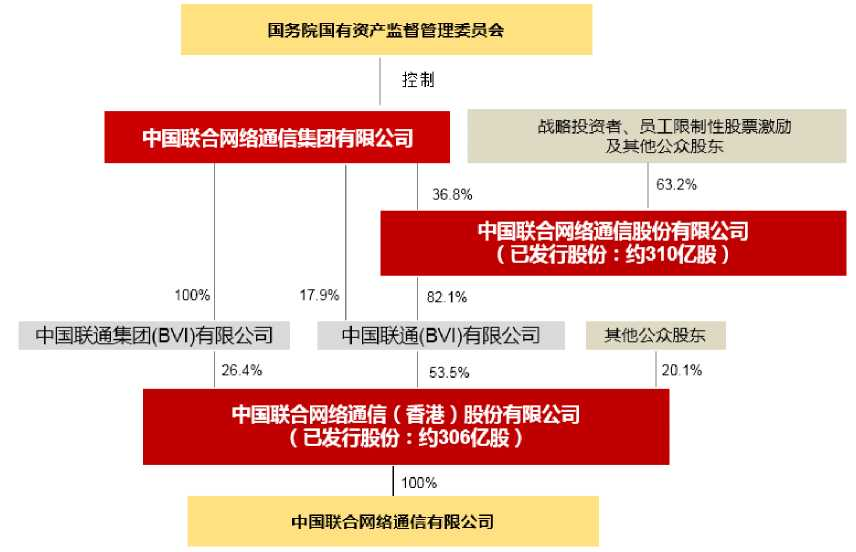 国务院国有资产监督管理委员会
控制
中国联合网络通信集团有限公司
战略投资者、员工限制性股票激励
及其他公众股东
36.8%
63.2%
中国联合网络通信股份有限公司
（已发行股份：约310亿股）
100%
17.9%
82.1%
中国联通集团(BVI)有限公司
中国联通(BVI)有限公司
其他公众股东
26.4%
53.5%
20.1%
中国联合网络通信（香港）股份有限公司
（已发行股份：约306亿股）
100%
中国联合网络通信有限公司